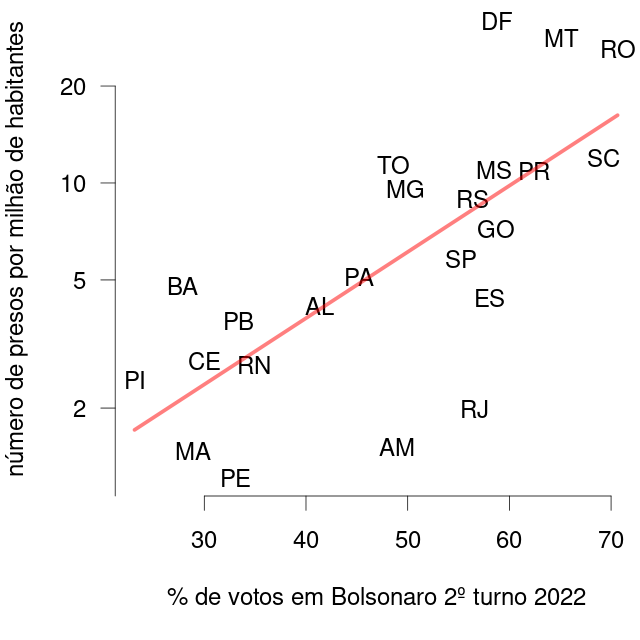 número de presos por milhão de habitantes
DF
MT
RO
20
TO
MS
PR
SC
10
MG
RS
GO
SP
PA
5
BA
ES
AL
PB
CE
RN
PI
2
RJ
MA
AM
PE
30 40 50 60 70
% de votos em Bolsonaro 2º turno 2022